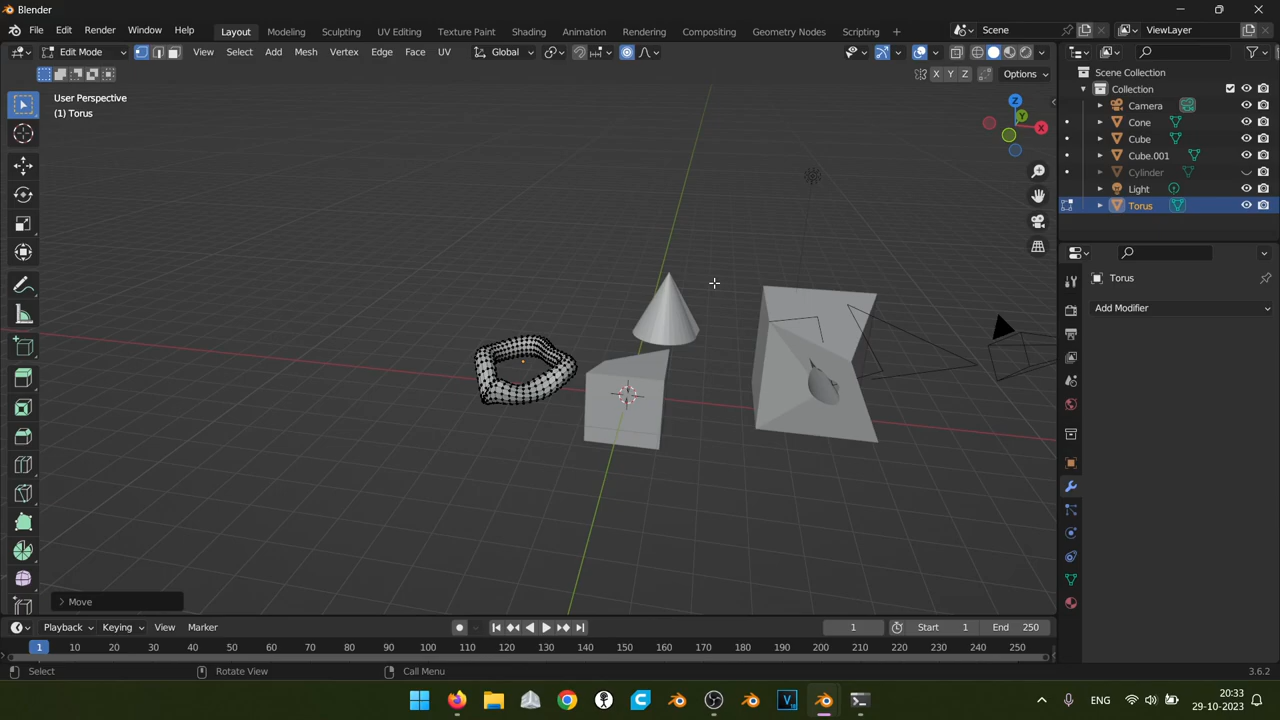 Blender
File Edit Render Window Help
Layout Modeling Sculpting UV Editing Texture Paint Shading Animation Rendering Compositing Geometry Nodes Scripting +
Scene
ViewLayer
Edit Mode View Select Add Mesh Vertex Edge Face UV
Global
X Y Z Options
User Perspective
(1) Torus
Z
Y
X
Scene Collection
Collection
Camera
Cone
Cube
Cube.001
Cylinder
Light
Torus
Torus
Add Modifier
> Move
Playback Keying View Marker
1
Start 1
End 250
1 10 20 30 40 50 60 70 80 90 100 110 120 130 140 150 160 170 180 190 200 210 220 230 240 250
Select
Rotate View
Call Menu
3.6.2
ENG
20:33
29-10-2023